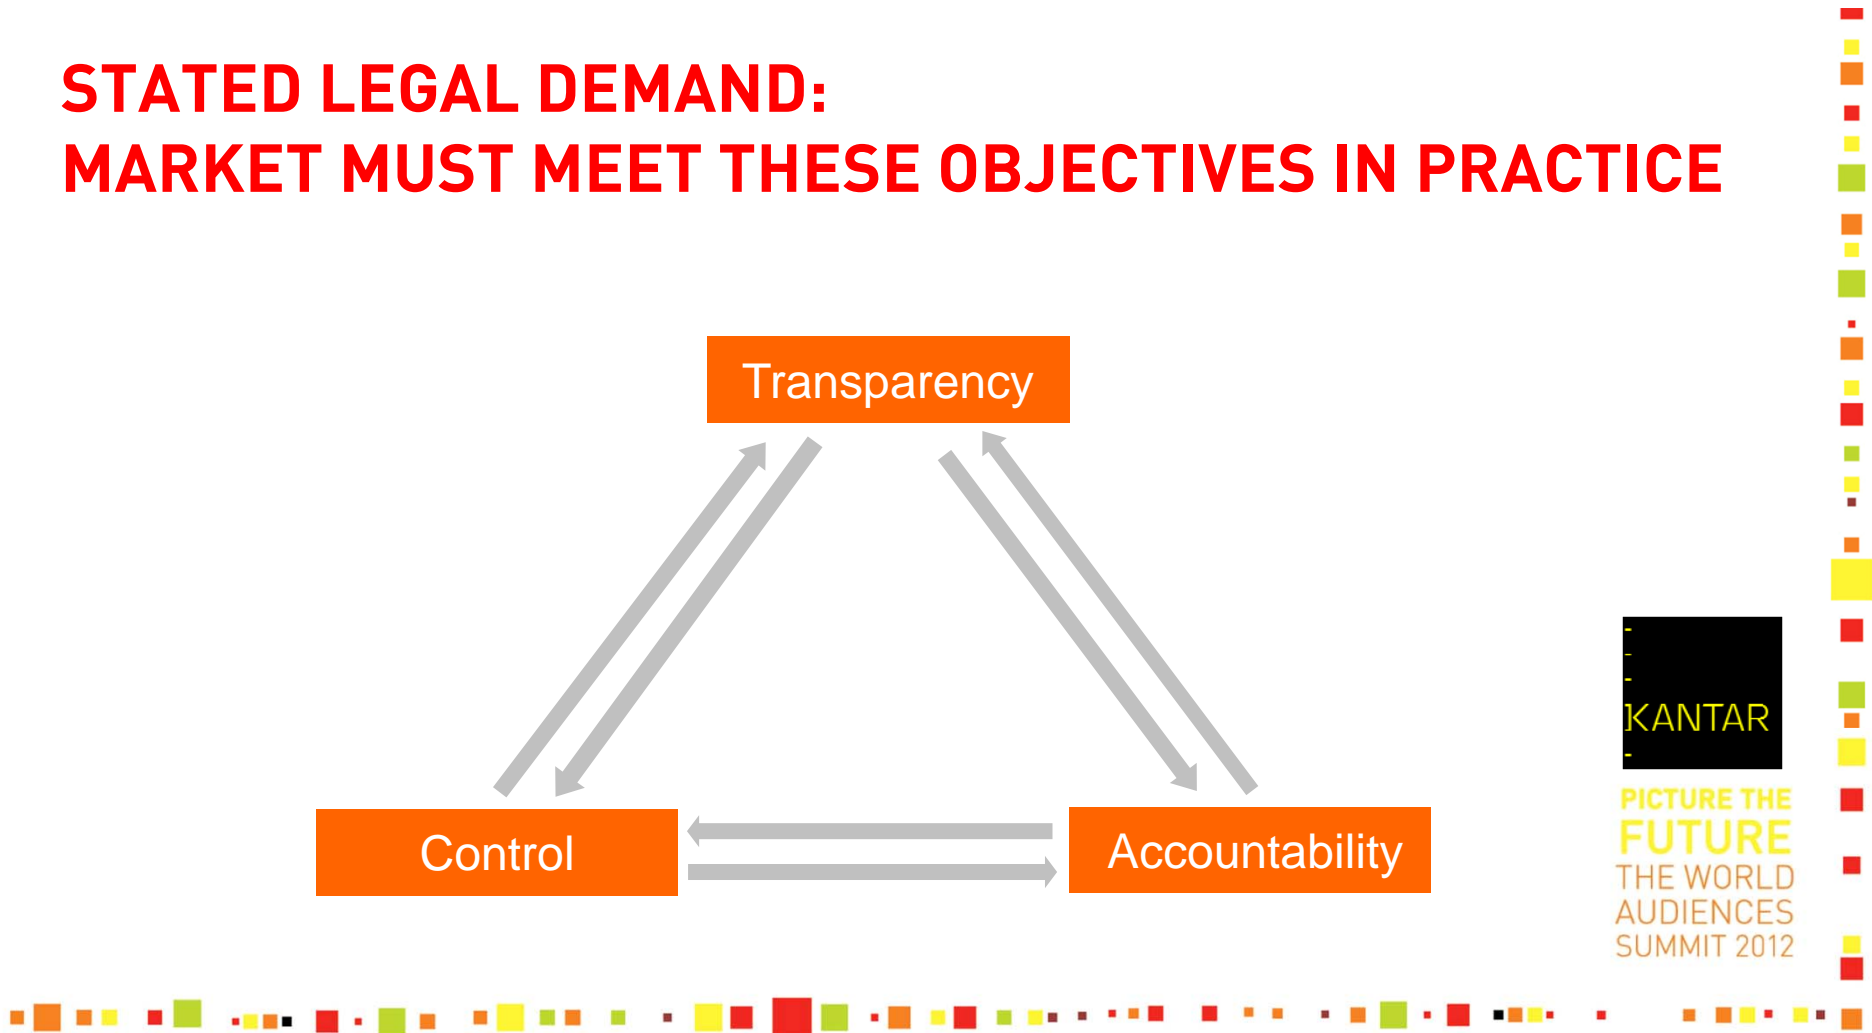 STATED LEGAL DEMAND:
MARKET MUST MEET THESE OBJECTIVES IN PRACTICE
Transparency
Control
Accountability
KANTAR
PICTURE THE
FUTURE
THE WORLD
AUDIENCES
SUMMIT 2012